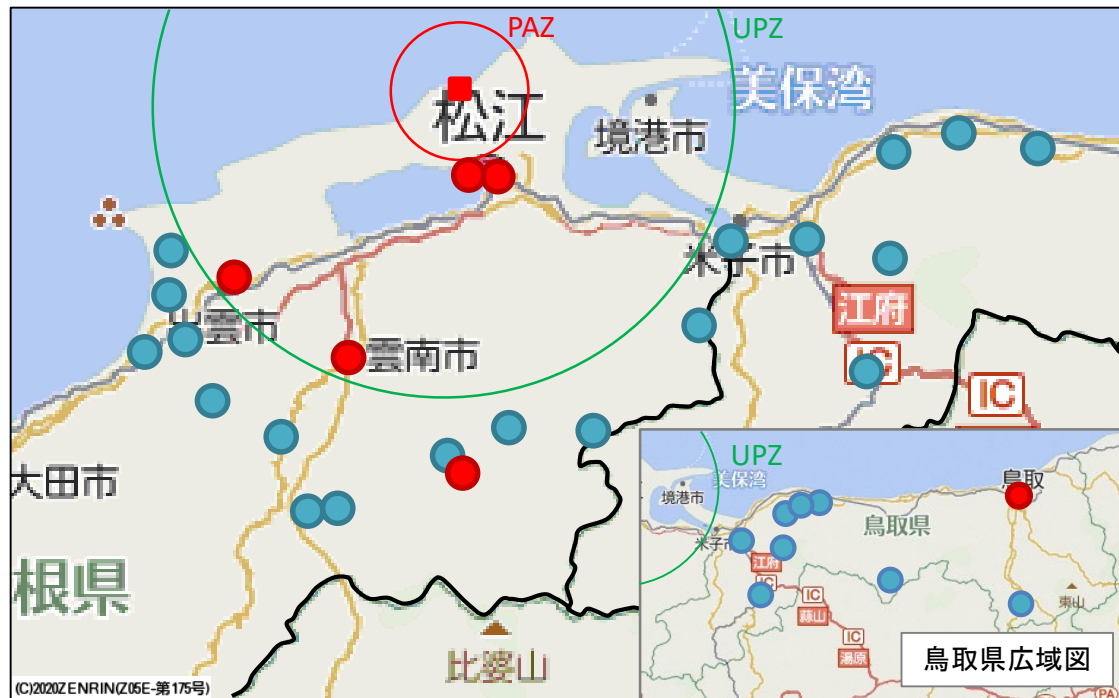 PAZ
UPZ
松江
美保湾
境港市
米子市
江府
IC
IC
出雲市
雲南市
大田市
根県
比婆山
(C)2020ZENRIN(Z05E-第175号)
UPZ
美保湾
境港市
米子市
鳥取
鳥取県
江府
IC
IC
蒜山
IC
湯原
東山
鳥取県広域図